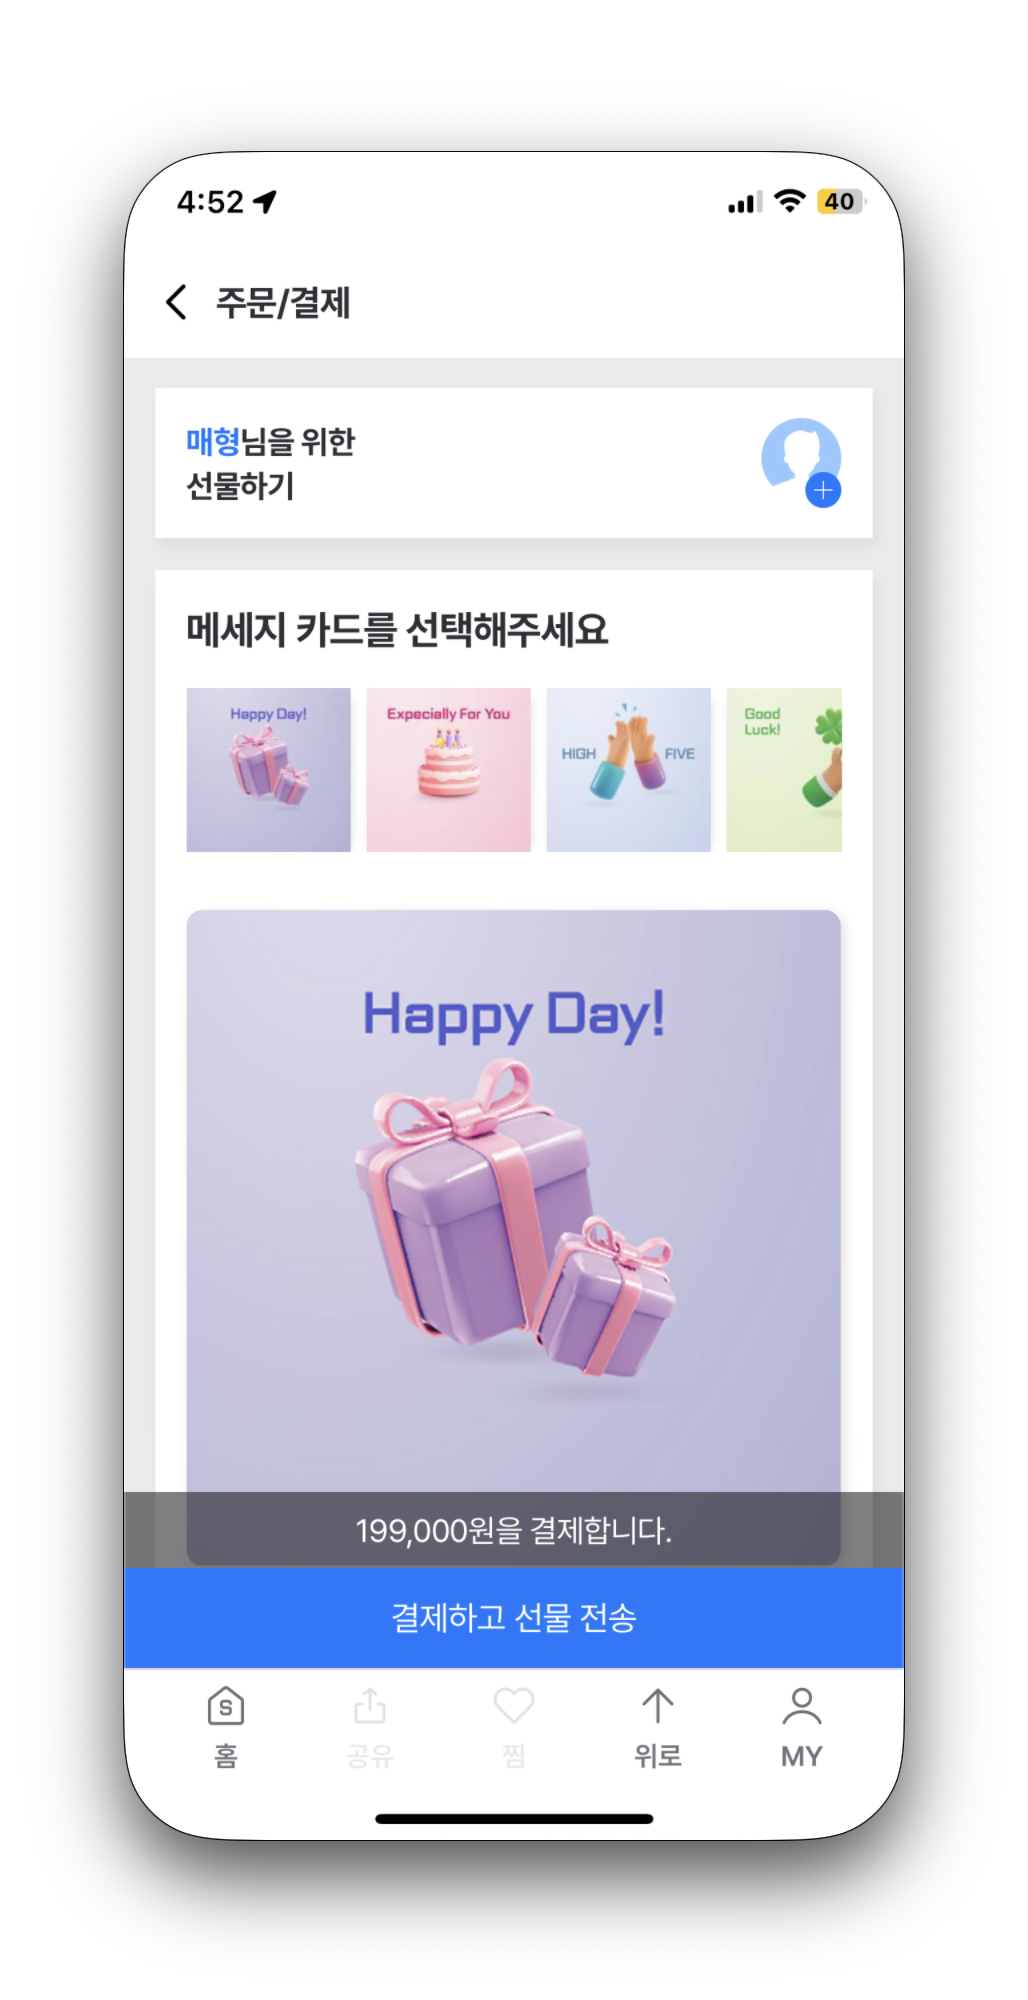 4:52
40
주문/결제
매형님을 위한
선물하기
메세지 카드를 선택해주세요
Happy Day!
Expecially For You
HIGH FIVE
Good
Luck!
Happy Day!
199,000원을 결제합니다.
결제하고 선물 전송
S
홈
공유
찜
위로
MY